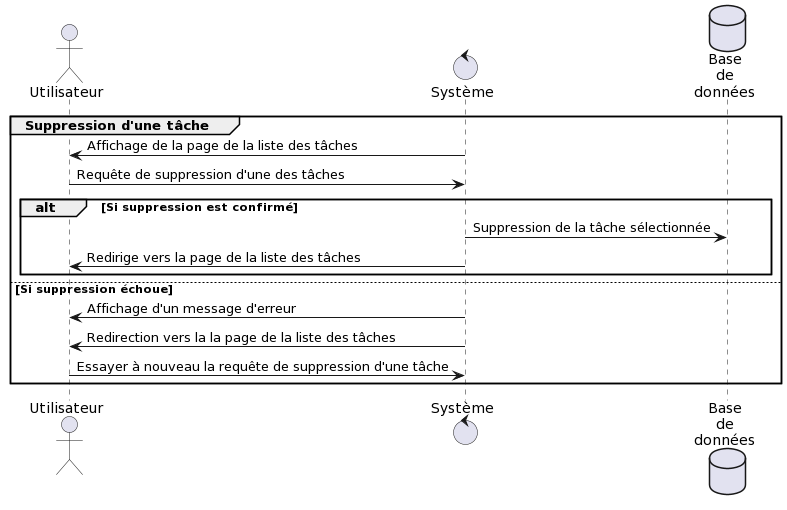 Utilisateur
Système
Base
de
données
Suppression d'une tâche
Affichage de la page de la liste des tâches
Requête de suppression d'une des tâches
alt [Si suppression est confirmé]
Suppression de la tâche sélectionnée
Redirige vers la page de la liste des tâches
[Si suppression échoue]
Affichage d'un message d'erreur
Redirection vers la la page de la liste des tâches
Essayer à nouveau la requête de suppression d'une tâche
Utilisateur
Système
Base
de
données